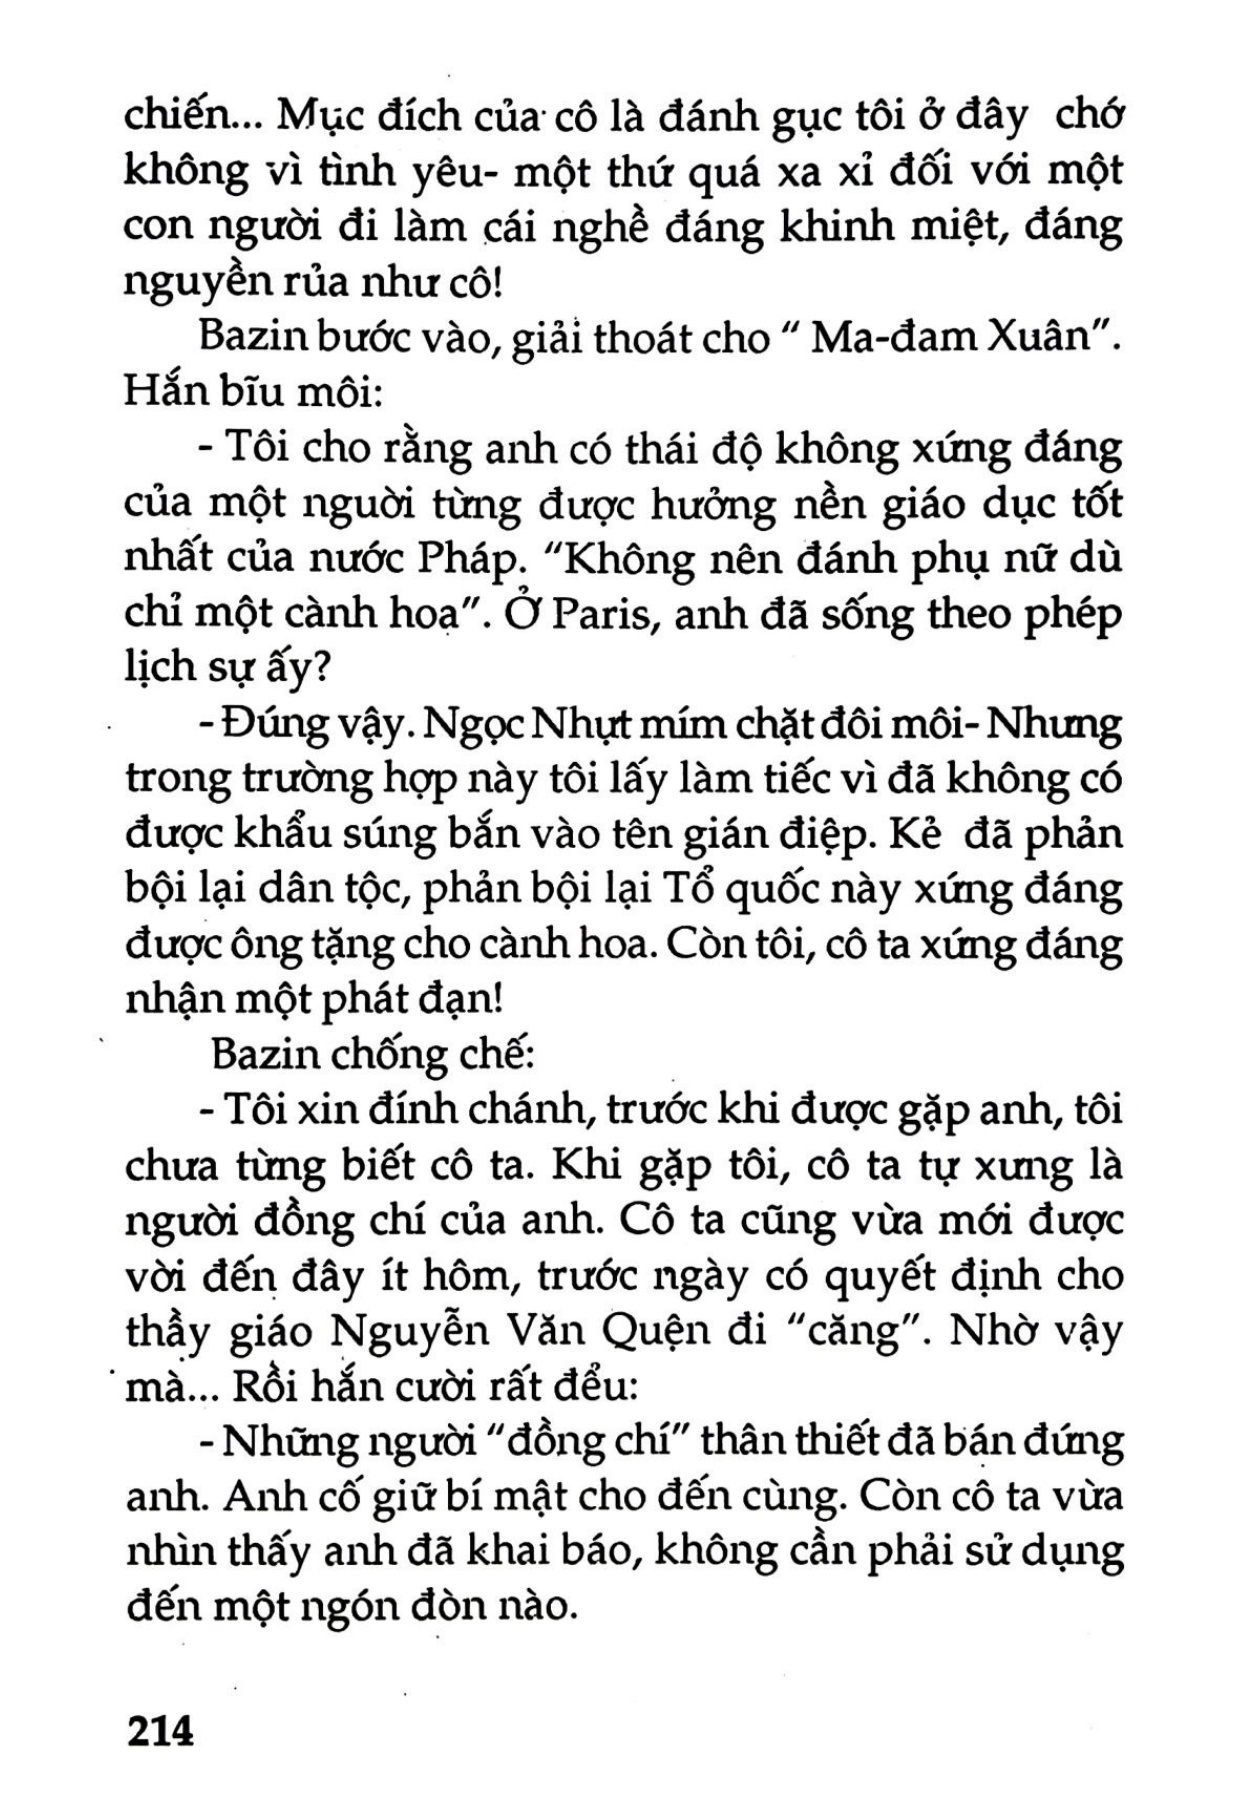 chiến... Mục đích của cô là đánh gục tôi ở đây chớ
không vì tình yêu- một thứ quá xa xỉ đối với một
con người đi làm cái nghề đáng khinh miệt, đáng
nguyền rủa như cô!
Bazin bước vào, giải thoát cho " Ma-đam Xuân".
Hắn bĩu môi:
- Tôi cho rằng anh có thái độ không xứng đáng
của một nguời từng được hưởng nền giáo dục tốt
nhất của nước Pháp. "Không nên đánh phụ nữ dù
chỉ một cành hoa". Ở Paris, anh đã sống theo phép
lịch sự ấy?
- Đúng vậy. Ngọc Nhựt mím chặt đôi môi- Nhưng
trong trường hợp này tôi lấy làm tiếc vì đã không có
được khẩu súng bắn vào tên gián điệp. Kẻ đã phản
bội lại dân tộc, phản bội lại Tổ quốc này xứng đáng
được ông tặng cho cành hoa. Còn tôi, cô ta xứng đáng
nhận một phát đạn!
Bazin chống chế:
- Tôi xin đính chánh, trước khi được gặp anh, tôi
chưa từng biết cô ta. Khi gặp tôi, cô ta tự xưng là
người đồng chí của anh. Cô ta cũng vừa mới được
vời đến đây ít hôm, trước ngày có quyết định cho
thầy giáo Nguyễn Văn Quện đi "căng". Nhờ vậy
mà... Rồi hắn cười rất đểu:
- Những người "đồng chí" thân thiết đã bán đứng
anh. Anh cố giữ bí mật cho đến cùng. Còn cô ta vừa
nhìn thấy anh đã khai báo, không cần phải sử dụng
đến một ngón đòn nào.
214